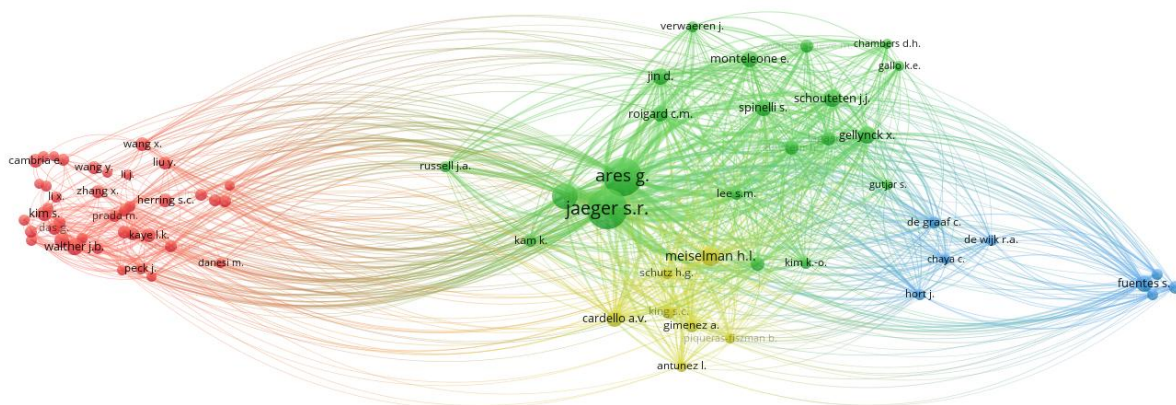 verwaeren j.
chambers d.h.
monteleone e.
gallo k.e.
jin d.
schouteten j.j.
spinelli s.
roigard c.m.
gellynck x.
wang x.
cambria e.
liu y.
wang y.
li j.
russell j.a.
ares g.
zhang x.
gutjar s.
li x.
herring s.c.
lee s.m.
jaeger s.r.
kim s.
prada m.
das g.
de graaf c.
kaye l.k.
kam k.
de wijk r.a.
walther j.b.
meiselman h.l.
chaya c.
danesi m.
kim k.-o.
peck j.
schutz h.g.
fuentes s.
hort j.
king s.c.
cardello a.v.
gimenez a.
piqueras-fiszman b.
antunez l.